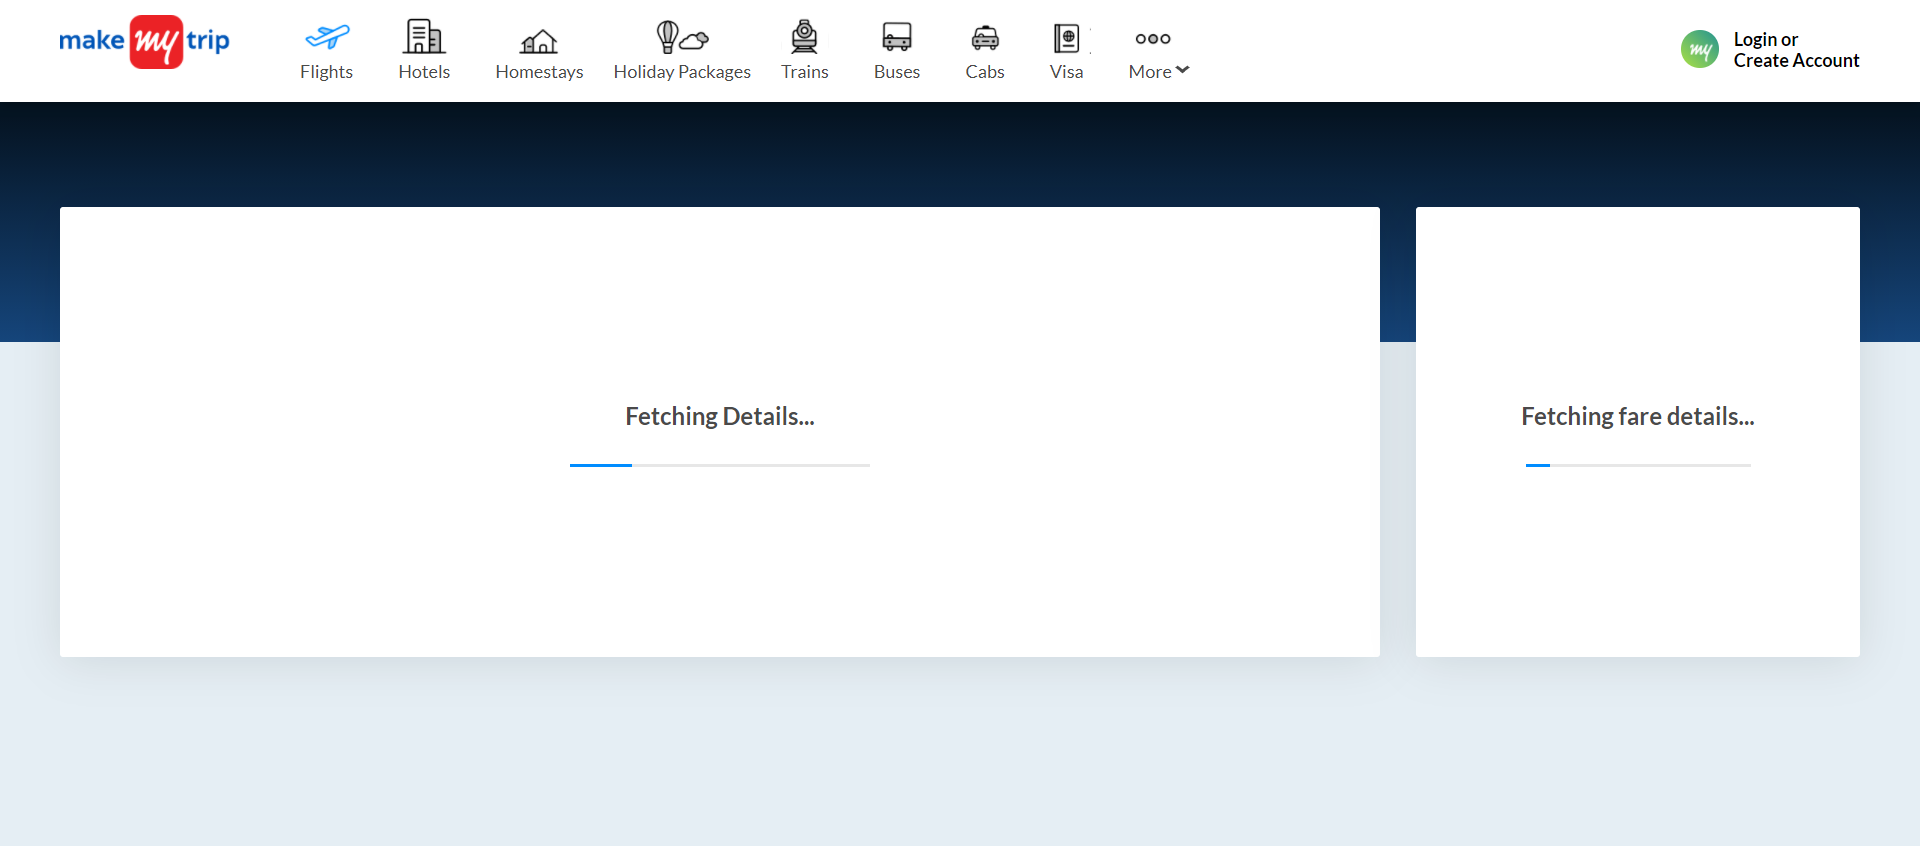 make my trip
Flights
Hotels
Homestays
Holiday Packages
Trains
Buses
Cabs
Visa
More
my
Login or
Create Account
Fetching Details...
Fetching fare details...